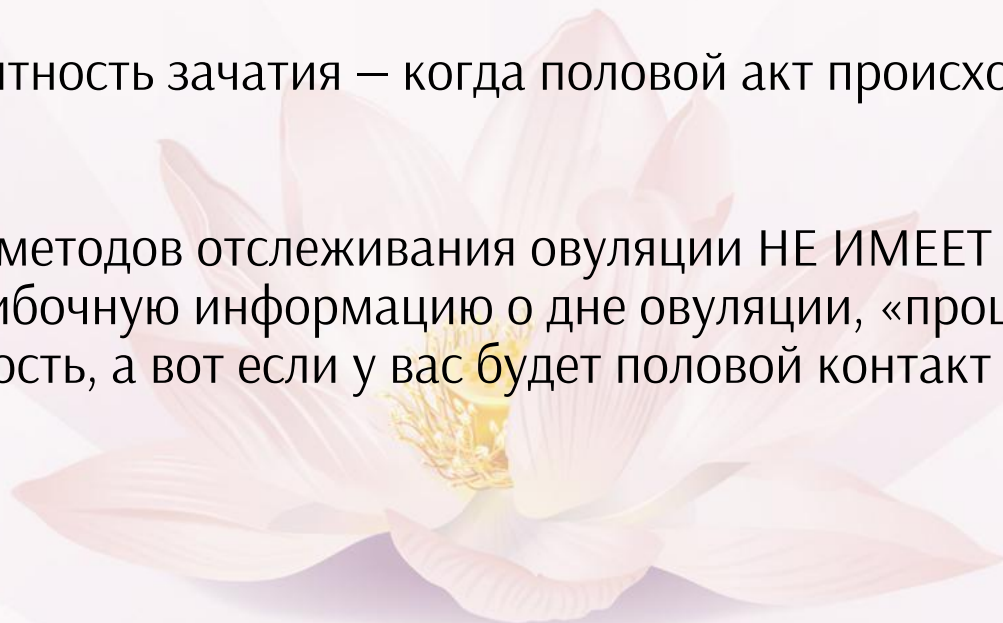 тность зачатия – когда половой акт происхо
методов отслеживания овуляции НЕ ИМЕЕТ
ибочную информацию о дне овуляции, «про
ость, а вот если у вас будет половой контакт